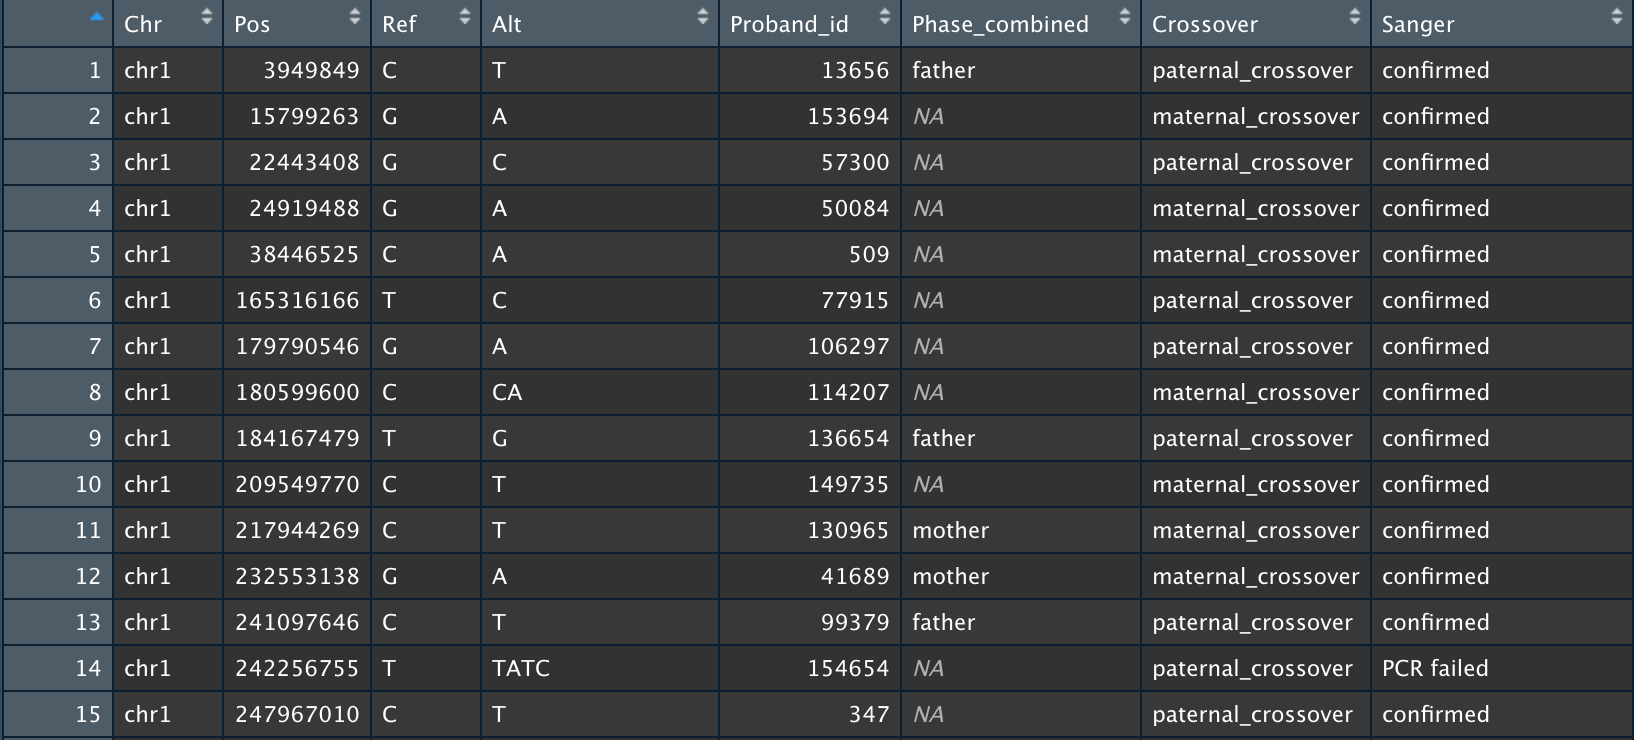 Chr Pos Ref Alt Proband_id Phase_combined Crossover Sanger
1 chr1 3949849 C T 13656 father paternal_crossover confirmed
2 chr1 15799263 G A 153694 NA maternal_crossover confirmed
3 chr1 22443408 G C 57300 NA paternal_crossover confirmed
4 chr1 24919488 G A 50084 NA maternal_crossover confirmed
5 chr1 38446525 C A 509 NA maternal_crossover confirmed
6 chr1 165316166 T C 77915 NA paternal_crossover confirmed
7 chr1 179790546 G A 106297 NA paternal_crossover confirmed
8 chr1 180599600 C CA 114207 NA maternal_crossover confirmed
9 chr1 184167479 T G 136654 father paternal_crossover confirmed
10 chr1 209549770 C T 149735 NA maternal_crossover confirmed
11 chr1 217944269 C T 130965 mother maternal_crossover confirmed
12 chr1 232553138 G A 41689 mother maternal_crossover confirmed
13 chr1 241097646 C T 99379 father paternal_crossover confirmed
14 chr1 242256755 T TATC 154654 NA paternal_crossover PCR failed
15 chr1 247967010 C T 347 NA paternal_crossover confirmed